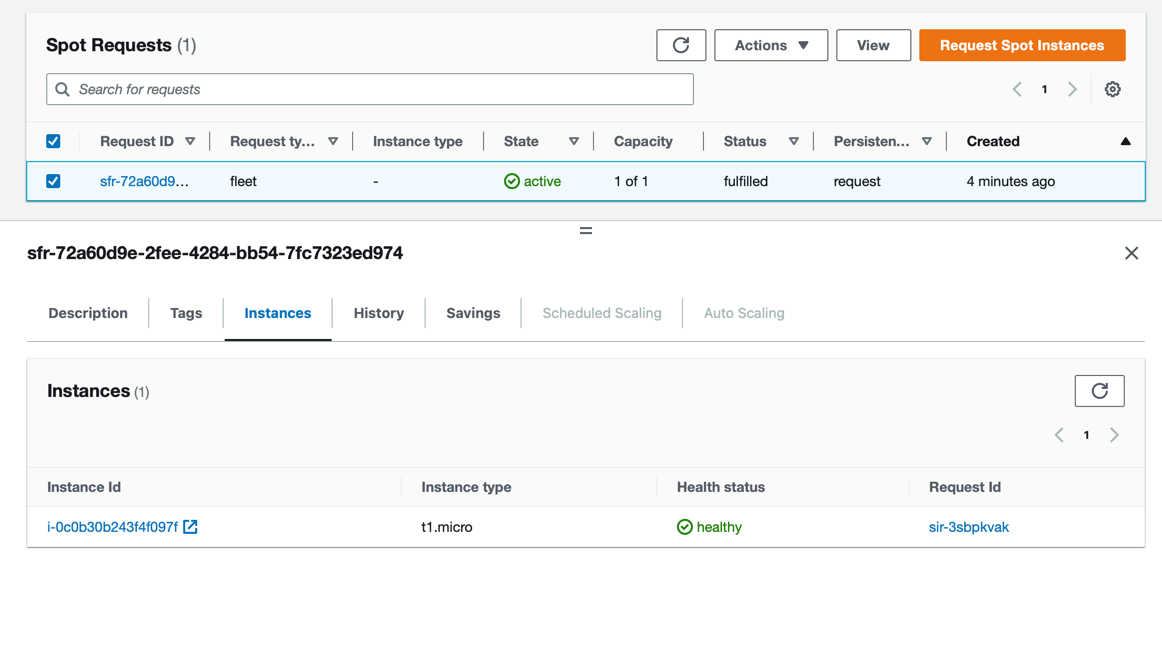 Spot Requests (1)
Actions
View
Request Spot Instances
Search for requests
1
Request ID
Request ty...
Instance type
State
Capacity
Status
Persisten...
Created
sfr-72a60d9...
fleet
-
active
1 of 1
fulfilled
request
4 minutes ago
sfr-72a60d9e-2fee-4284-bb54-7fc7323ed974
Description
Tags
Instances
History
Savings
Scheduled Scaling
Auto Scaling
Instances (1)
1
Instance Id
Instance type
Health status
Request Id
i-0c0b30b243f4f097f
t1.micro
healthy
sir-3sbpkvak